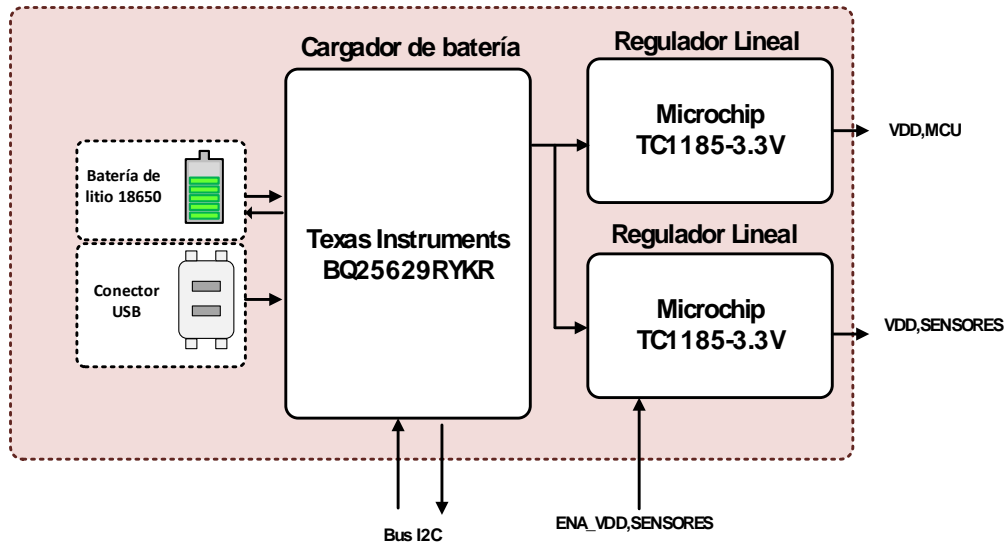 Cargador de batería
Regulador Lineal
Microchip
TC1185-3.3V
VDD,MCU
Batería de
litio 18650
Texas Instruments
BQ25629RYKR
Regulador Lineal
Conector
USB
Microchip
TC1185-3.3V
VDD,SENSORES
Bus I2C
ENA_VDD,SENSORES